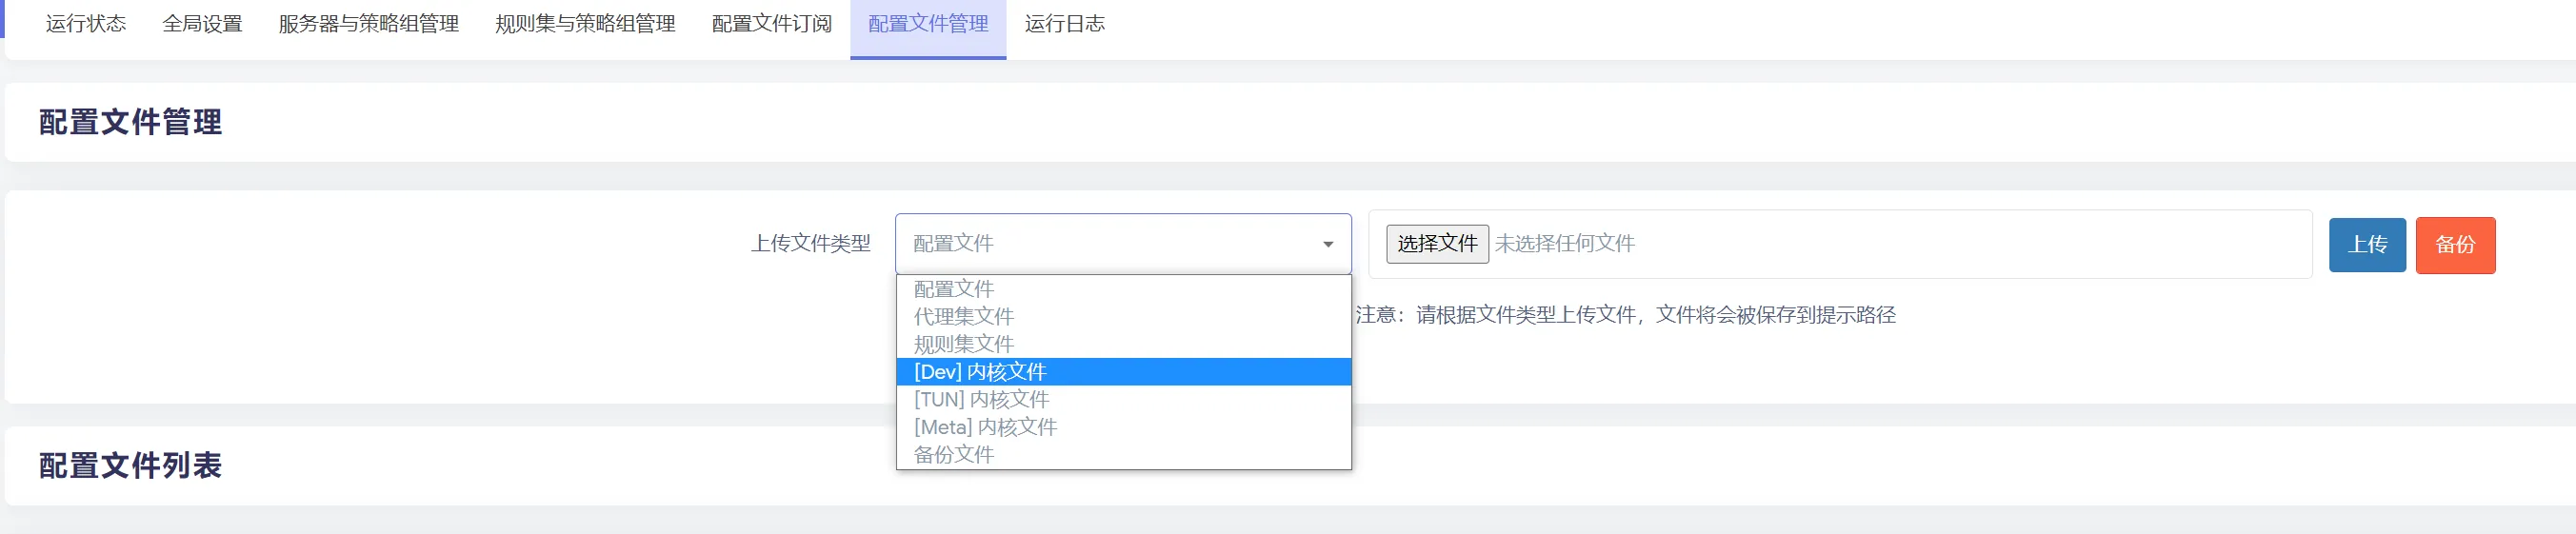 运行状态 全局设置 服务器与策略组管理 规则集与策略组管理 配置文件订阅 配置文件管理 运行日志
配置文件管理
上传文件类型 配置文件 选择文件 未选择任何文件 上传 备份
配置文件
代理集文件
规则集文件
[Dev] 内核文件
[TUN] 内核文件
[Meta] 内核文件
备份文件
注意：请根据文件类型上传文件，文件将会被保存到提示路径
配置文件列表